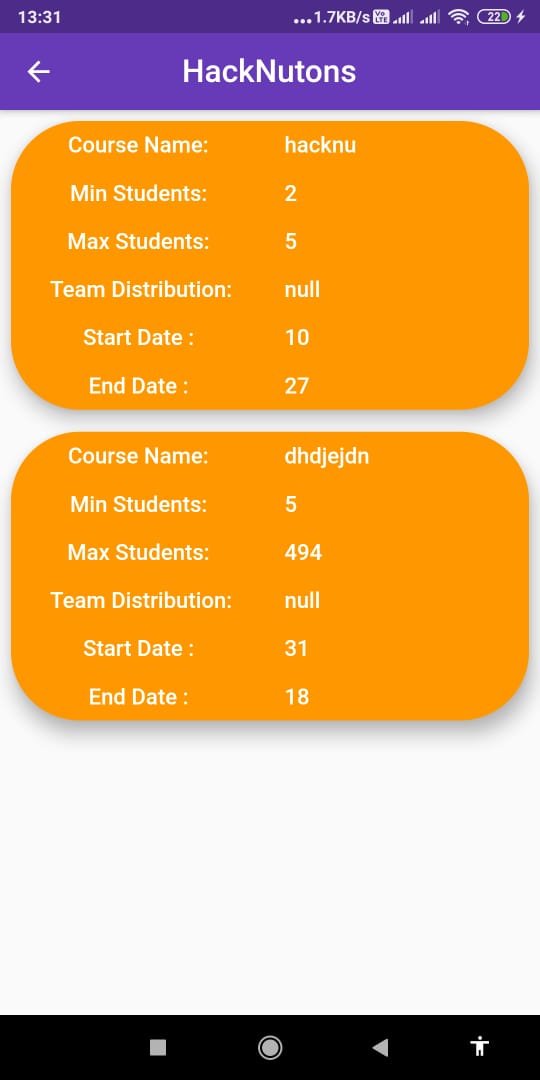 13:31 ...1.7KB/s Vo LTE 22
HackNutons
Course Name: hacknu
Min Students: 2
Max Students: 5
Team Distribution: null
Start Date : 10
End Date : 27
Course Name: dhdjejdn
Min Students: 5
Max Students: 494
Team Distribution: null
Start Date : 31
End Date : 18